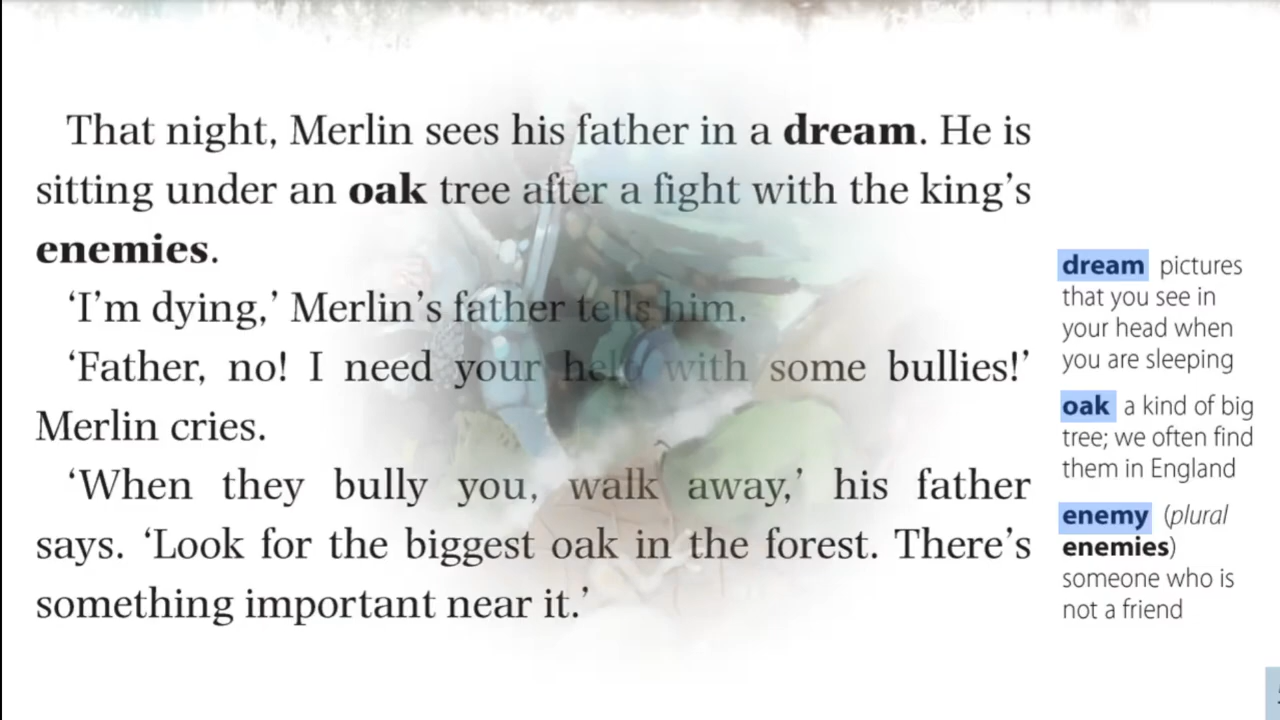 That night, Merlin sees his father in a dream. He is
sitting under an oak tree after a fight with the king’s
enemies.
‘I’m dying,’ Merlin’s father tells him.
‘Father, no! I need your help with some bullies!’
Merlin cries.
‘When they bully you, walk away,’ his father
says. ‘Look for the biggest oak in the forest. There’s
something important near it.’
dream pictures
that you see in
your head when
you are sleeping
oak a kind of big
tree; we often find
them in England
enemy (plural
enemies)
someone who is
not a friend